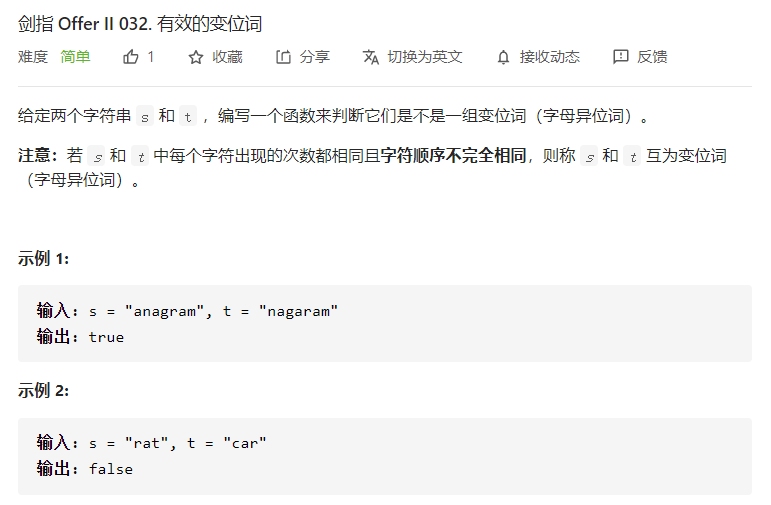 剑指 Offer II 032. 有效的变位词
难度 简单 1 收藏 分享 切换为英文 接收动态 反馈
给定两个字符串 s 和 t ，编写一个函数来判断它们是不是一组变位词（字母异位词）。
注意：若 s 和 t 中每个字符出现的次数都相同且字符顺序不完全相同，则称 s 和 t 互为变位词
（字母异位词）。
示例 1:
输入: s = "anagram", t = "nagaram"
输出: true
示例 2:
输入: s = "rat", t = "car"
输出: false